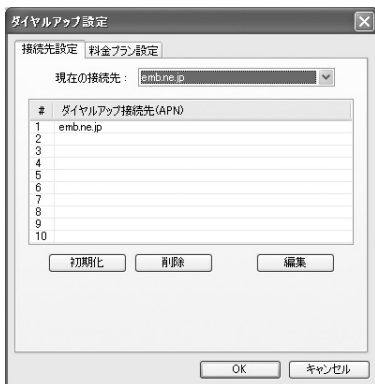 ダイヤルアップ設定
接続先設定 料金プラン設定
現在の接続先： emb.ne.jp
# ダイヤルアップ接続先(APN)
1 emb.ne.jp
2
3
4
5
6
7
8
9
10
初期化 削除 編集
OK キャンセル